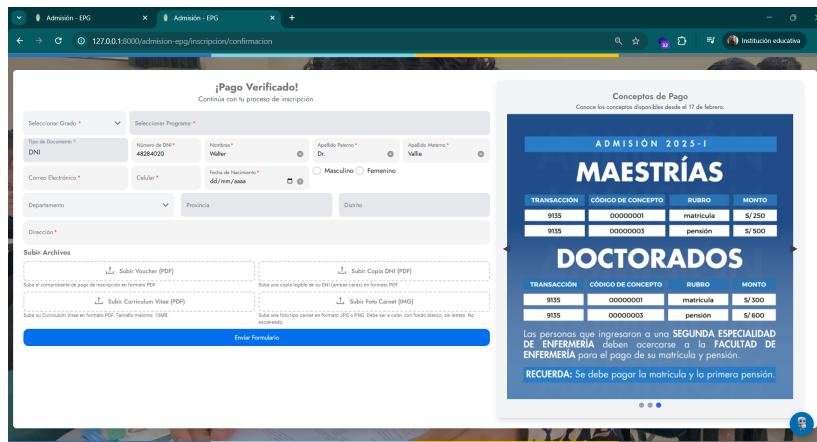 Admisión - EPG
Admisión - EPG
127.0.0.1:8000/admision-epg/inscripcion/confirmacion
32
Institución educativa
¡Pago Verificado!
Continúa con tu proceso de inscripción.
Seleccionar Grado *
Seleccionar Programa *
Tipo de Documento *
DNI
Número de DNI *
48284020
Nombres *
Walter
Apellido Paterno *
Dr.
Apellido Materno *
Vallie
Correo Electrónico *
Celular *
Fecha de Nacimiento *
dd/mm/aaaa
Masculino
Femenino
Departamento
Provincia
Distrito
Dirección *
Subir Archivos
Subir Voucher (PDF)
Suba el comprobante de pago de inscripción en formato PDF.
Subir Copia DNI (PDF)
Suba una copia legible de su DNI (ambas caras) en formato PDF.
Subir Curriculum Vitae (PDF)
Suba su Curriculum Vitae en formato PDF. Tamaño máximo: 10MB.
Subir Foto Carnet (IMG)
Suba una foto tipo carnet en formato JPG o PNG. Debe ser a color, con fondo blanco, sin lentes. No
escaneado.
Enviar Formulario
Conceptos de Pago
Conoce los conceptos disponibles desde el 17 de febrero.
ADMISIÓN 2025-I
MAESTRÍAS
TRANSACCIÓN CÓDIGO DE CONCEPTO RUBRO MONTO
9135 00000001 matrícula S/ 250
9135 00000003 pensión S/ 500
DOCTORADOS
TRANSACCIÓN CÓDIGO DE CONCEPTO RUBRO MONTO
9135 00000001 matrícula S/ 300
9135 00000003 pensión S/ 600
Las personas que ingresaron a una SEGUNDA ESPECIALIDAD
DE ENFERMERÍA deben acercarse a la FACULTAD DE
ENFERMERÍA para el pago de su matrícula y pensión.
RECUERDA: Se debe pagar la matrícula y la primera pensión.